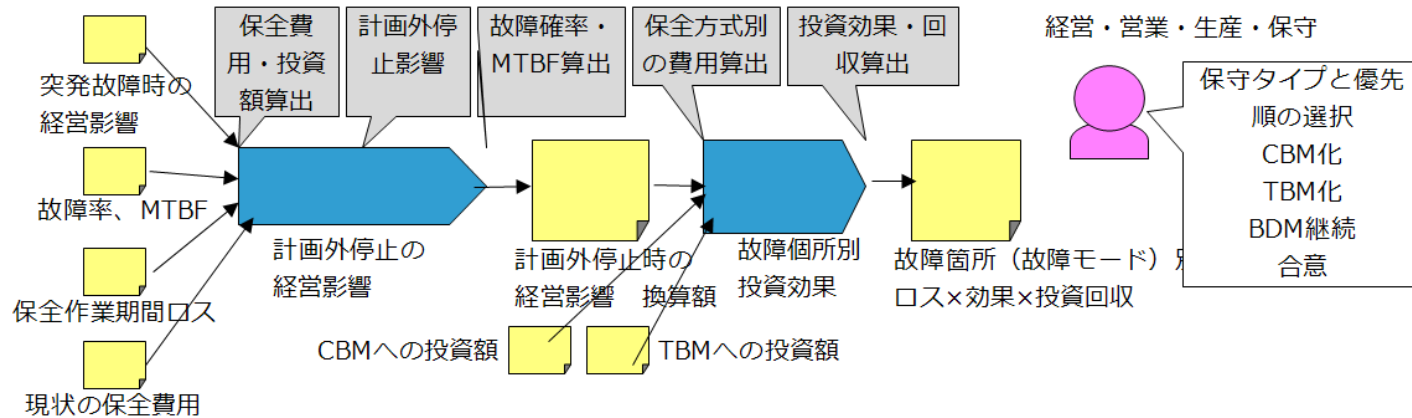 保全費
用・投資
額算出
計画外停
止影響
故障確率・
MTBF算出
保全方式別
の費用算出
投資効果・回
収算出
経営・営業・生産・保守
保守タイプと優先
順の選択
CBM化
TBM化
BDM継続
合意
突発故障時の
経営影響
故障率、MTBF
保全作業期間ロス
現状の保全費用
計画外停止の
経営影響
計画外停止時の
経営影響　換算額
故障個所別
投資効果
故障箇所（故障モード）別
ロス×効果×投資回収
CBMへの投資額
TBMへの投資額